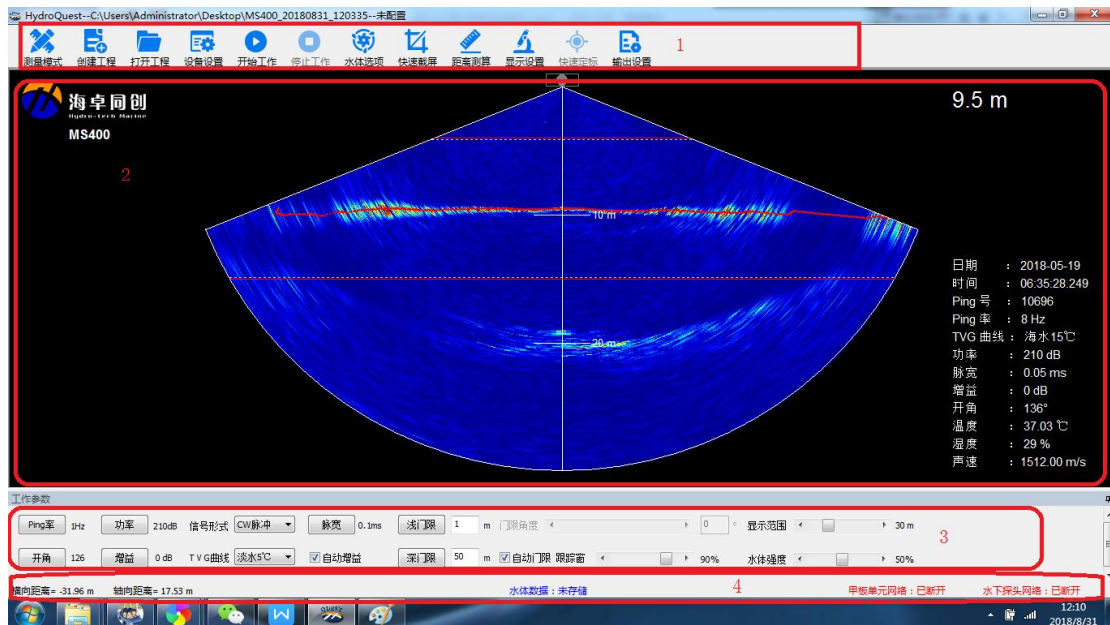 HydroQuest--C:\Users\Administrator\Desktop\MS400_20180831_120335--未配置
测量模式 创建工程 打开工程 设备设置 开始工作 停止工作 水体选项 快速截屏 距离测算 显示设置 快速定标 输出设置 1
海卓同创
Hydro-tech Marine
MS400
9.5 m
2
10 m
20 m
日期 : 2018-05-19
时间 : 06:35:28.249
Ping 号 : 10696
Ping 率 : 8 Hz
TVG 曲线 : 海水15℃
功率 : 210 dB
脉宽 : 0.05 ms
增益 : 0 dB
开角 : 136°
温度 : 37.03 ℃
湿度 : 29 %
声速 : 1512.00 m/s
工作参数
Ping率 1Hz 功率 210dB 信号形式 CW脉冲 脉宽 0.1ms 浅门限 1 m 门限角度 0 ° 显示范围 30 m
3
开角 126 增益 0 dB TVG曲线 淡水5℃ 自动增益 深门限 50 m 自动门限 跟踪窗 90% 水体强度 50%
横向距离= -31.96 m 轴向距离= 17.53 m 水体数据：未存储 4 甲板单元网络：已断开 水下探头网络：已断开
QUEST
12:10
2018/8/31